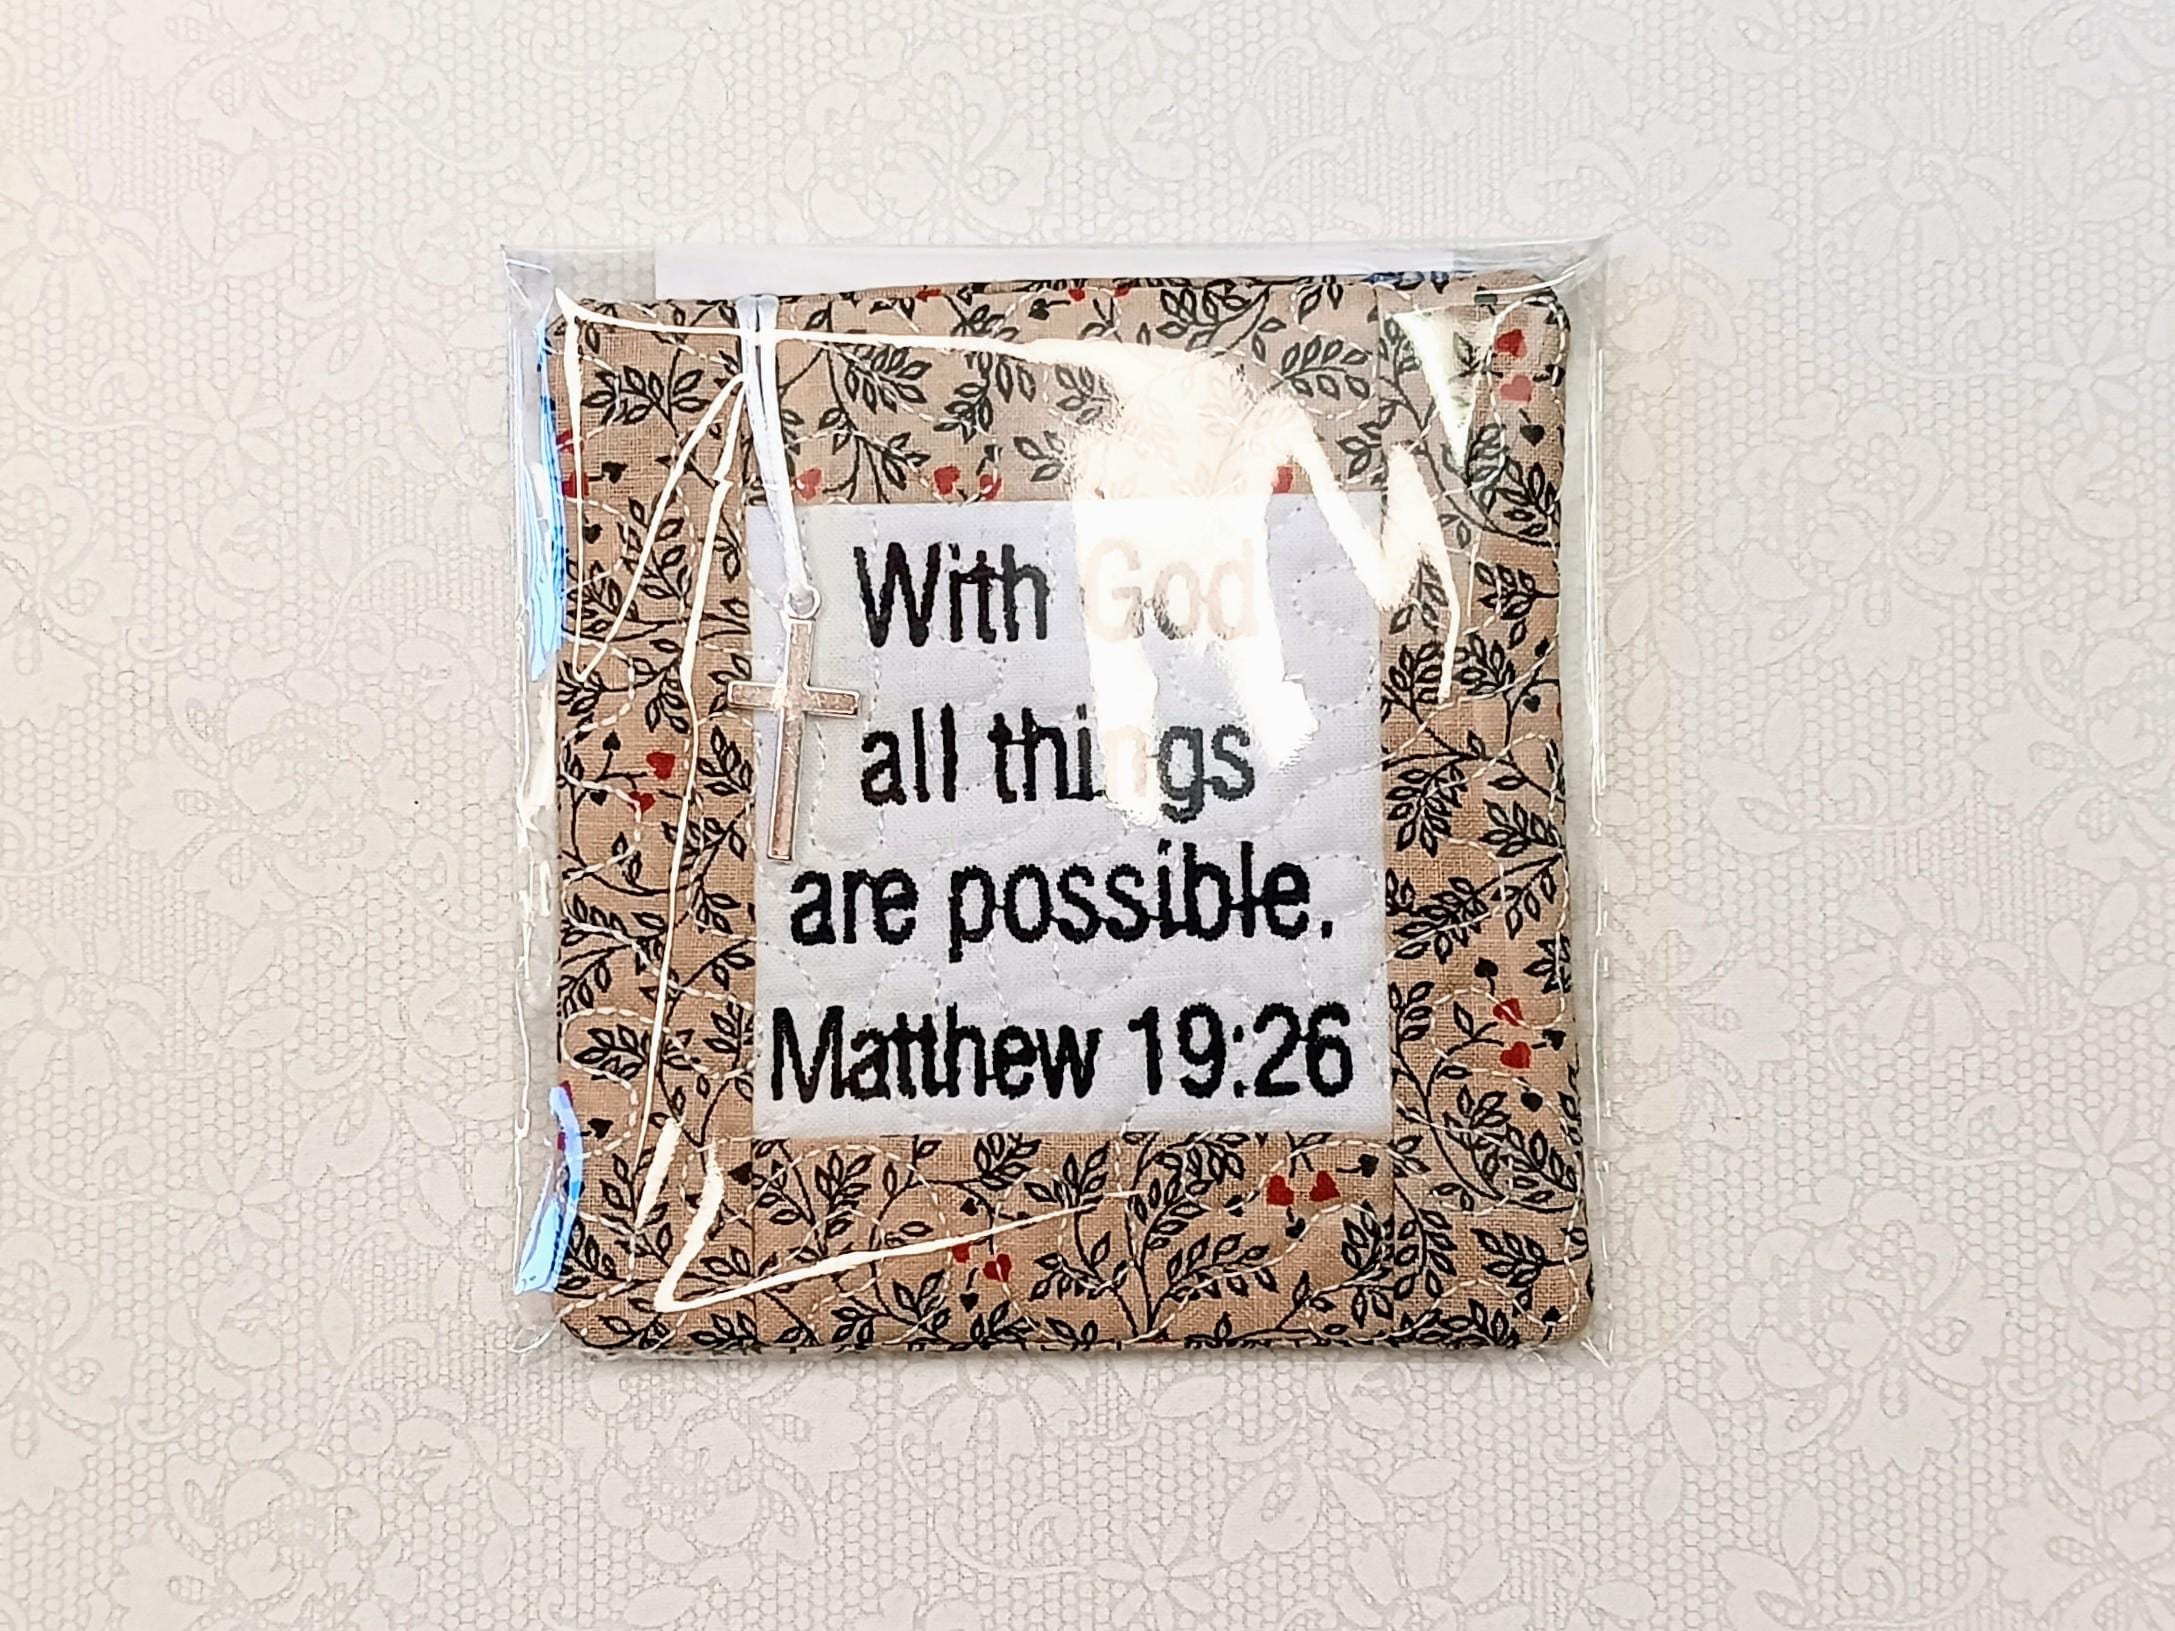 With God
all things
are possible.
Matthew 19:26